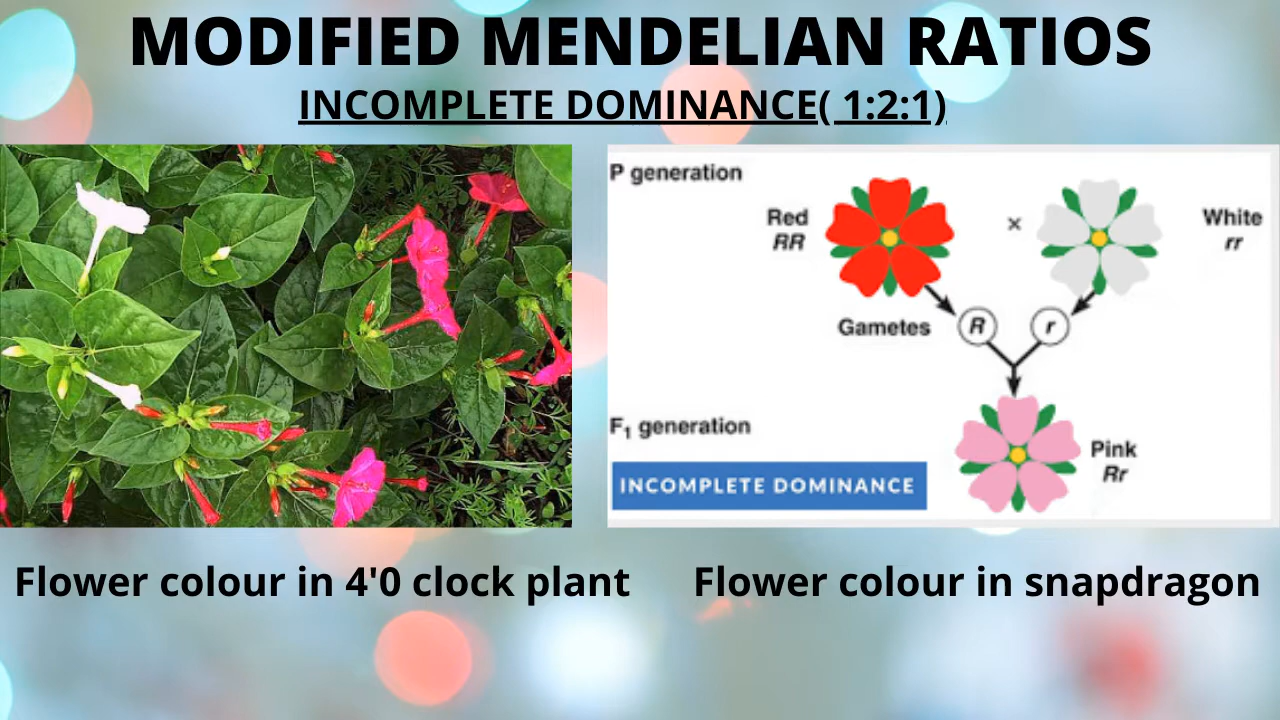 MODIFIED MENDELIAN RATIOS
INCOMPLETE DOMINANCE( 1:2:1)
P generation
Red
RR
×
White
rr
Gametes
R
r
F1 generation
Pink
Rr
INCOMPLETE DOMINANCE
Flower colour in 4'0 clock plant
Flower colour in snapdragon